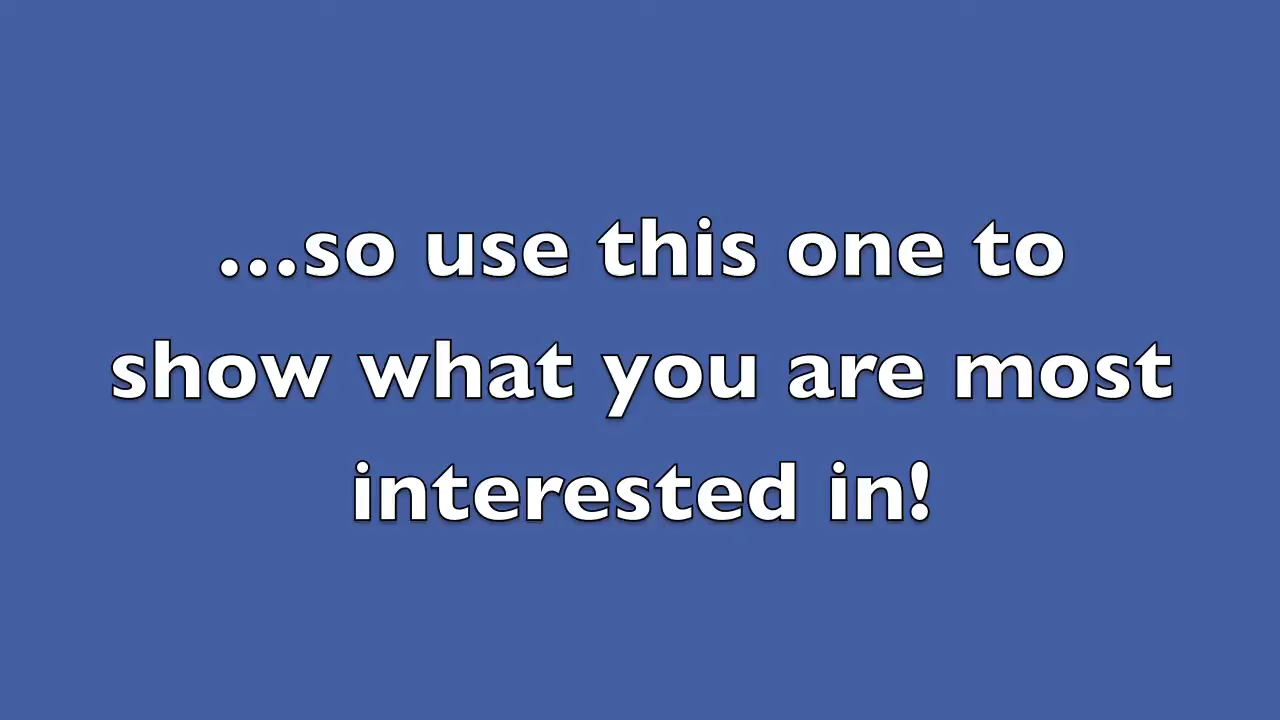 ...so use this one to
show what you are most
interested in!